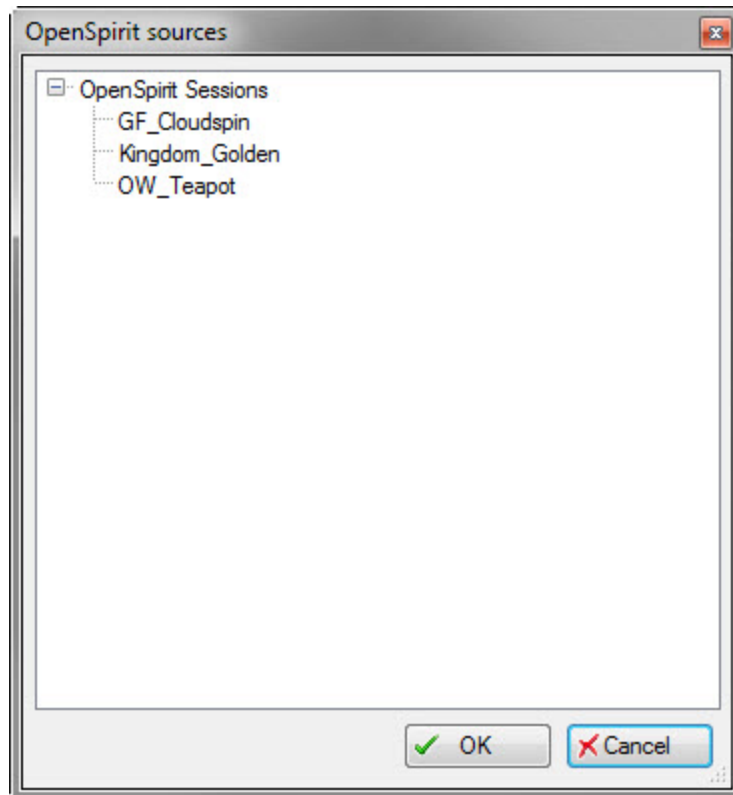 OpenSpirit sources
OpenSpirit Sessions
GF_Cloudspin
Kingdom_Golden
OW_Teapot
OK
Cancel